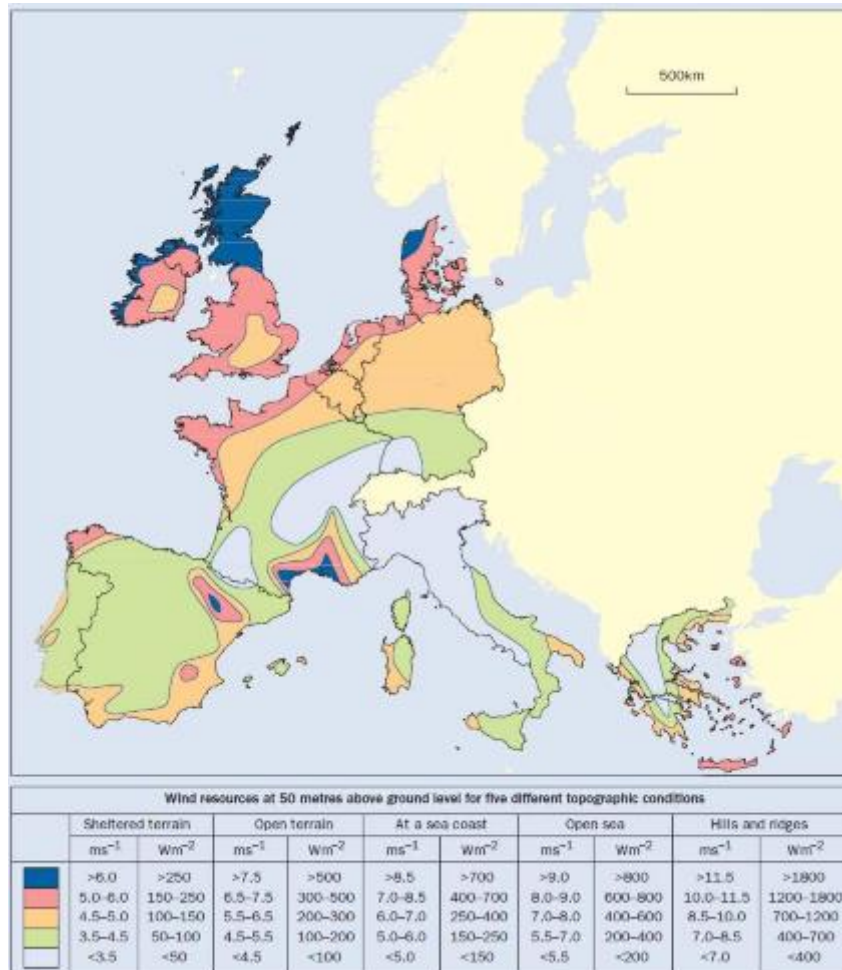 500km
Wind resources at 50 metres above ground level for five different topographic conditions
Sheltered terrain Open terrain At a sea coast Open sea Hills and ridges
ms⁻¹ Wm⁻² ms⁻¹ Wm⁻² ms⁻¹ Wm⁻² ms⁻¹ Wm⁻² ms⁻¹ Wm⁻²
>6.0 >250 >7.5 >500 >8.5 >700 >9.0 >800 >11.5 >1800
5.0–6.0 150–250 6.5–7.5 300–500 7.0–8.5 400–700 8.0–9.0 600–800 10.0–11.5 1200–1800
4.5–5.0 100–150 5.5–6.5 200–300 6.0–7.0 250–400 7.0–8.0 400–600 8.5–10.0 700–1200
3.5–4.5 50–100 4.5–5.5 100–200 5.0–6.0 150–250 5.5–7.0 200–400 7.0–8.5 400–700
<3.5 <50 <4.5 <100 <5.0 <150 <5.5 <200 <7.0 <400